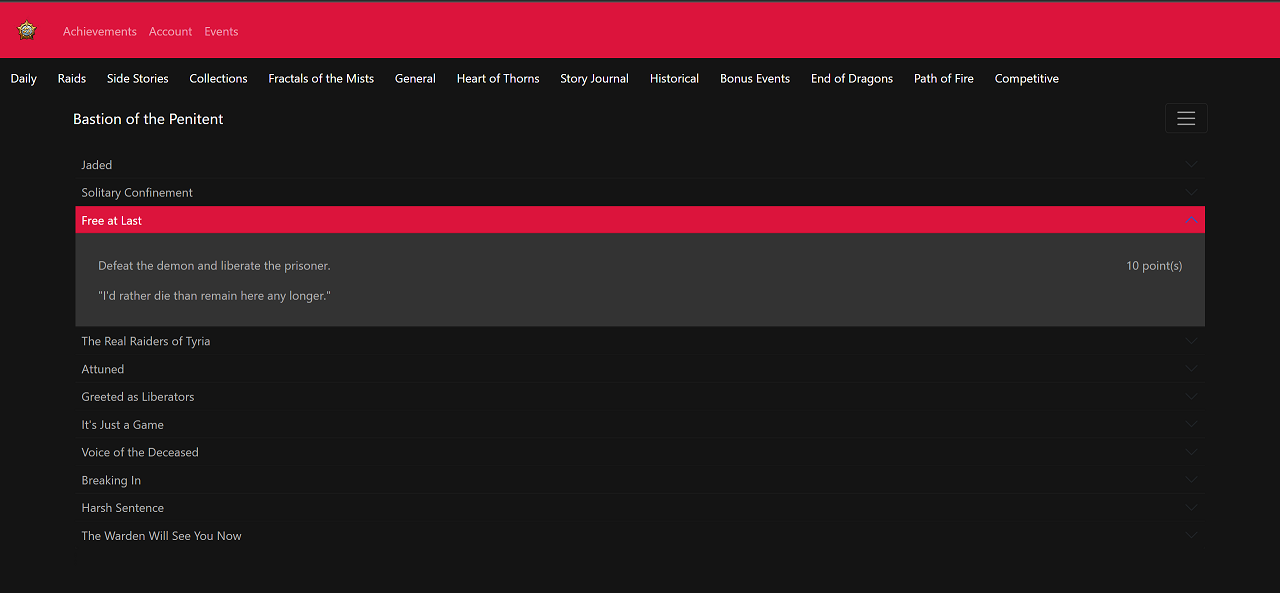 Achievements Account Events
Daily Raids Side Stories Collections Fractals of the Mists General Heart of Thorns Story Journal Historical Bonus Events End of Dragons Path of Fire Competitive
Bastion of the Penitent
Jaded
Solitary Confinement
Free at Last
Defeat the demon and liberate the prisoner. 10 point(s)
"I'd rather die than remain here any longer."
The Real Raiders of Tyria
Attuned
Greeted as Liberators
It's Just a Game
Voice of the Deceased
Breaking In
Harsh Sentence
The Warden Will See You Now